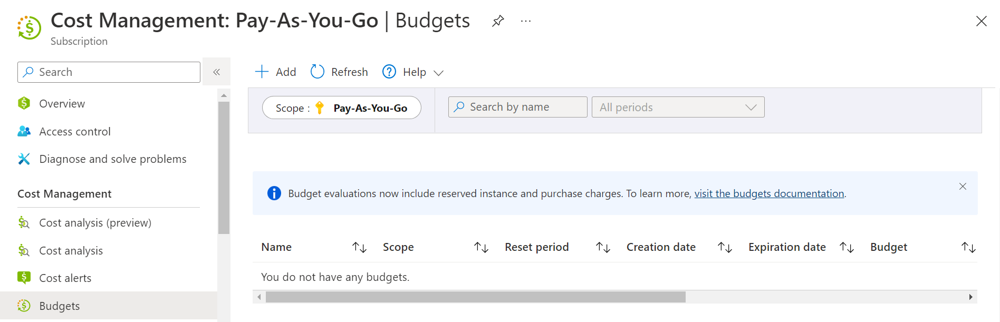 Cost Management: Pay-As-You-Go | Budgets
Subscription
Search
Overview
Access control
Diagnose and solve problems
Cost Management
Cost analysis (preview)
Cost analysis
Cost alerts
Budgets
Add Refresh Help
Scope : Pay-As-You-Go Search by name All periods
Budget evaluations now include reserved instance and purchase charges. To learn more, visit the budgets documentation.
Name Scope Reset period Creation date Expiration date Budget
You do not have any budgets.